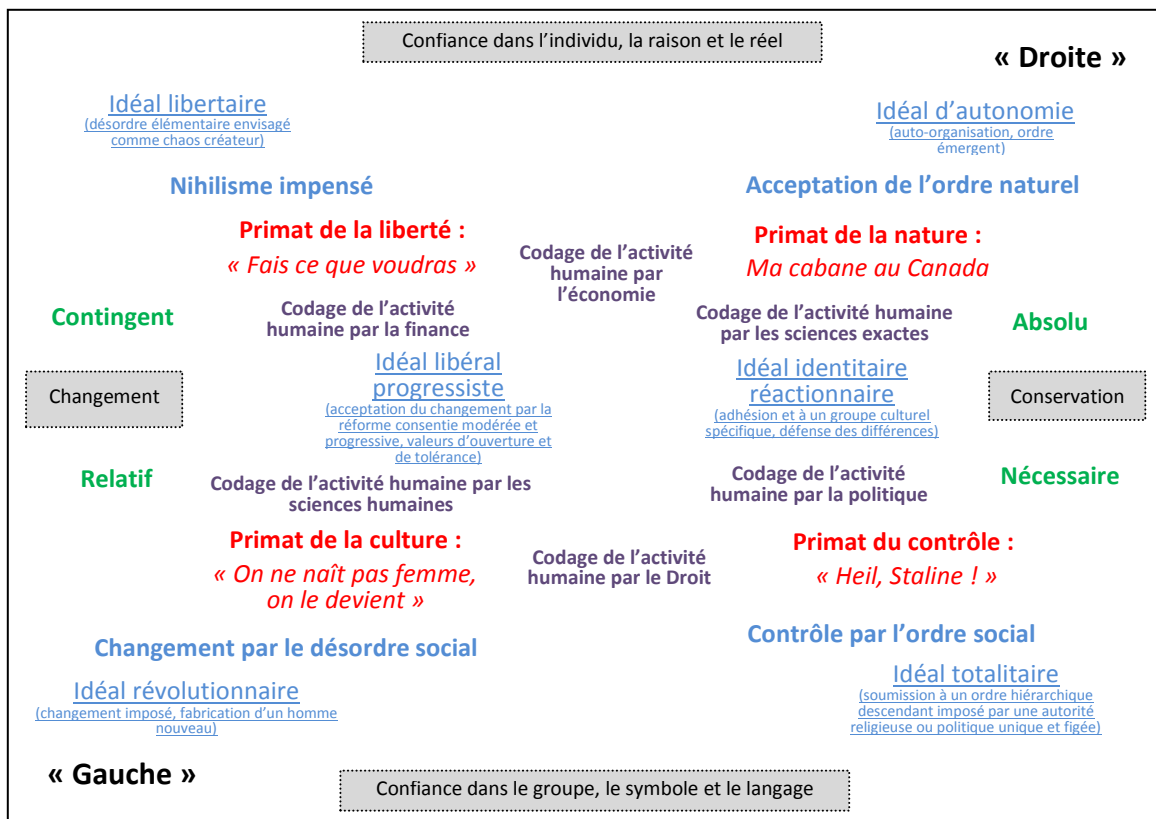 Confiance dans l'individu, la raison et le réel
« Droite »
Idéal libertaire
(désordre élémentaire envisagé
comme chaos créateur)
Idéal d'autonomie
(auto-organisation, ordre
émergent)
Nihilisme impensé
Acceptation de l'ordre naturel
Primat de la liberté :
« Fais ce que voudras »
Codage de l'activité
humaine par
l'économie
Primat de la nature :
Ma cabane au Canada
Contingent
Codage de l'activité
humaine par la finance
Codage de l'activité humaine
par les sciences exactes
Absolu
Changement
Idéal libéral
progressiste
(acceptation du changement par la
réforme consentie modérée et
progressive, valeurs d'ouverture et
de tolérance)
Idéal identitaire
réactionnaire
(adhésion et à un groupe culturel
spécifique, défense des différences)
Conservation
Relatif
Codage de l'activité humaine par les
sciences humaines
Codage de l'activité
humaine par la politique
Nécessaire
Primat de la culture :
« On ne naît pas femme,
on le devient »
Codage de l'activité
humaine par le Droit
Primat du contrôle :
« Heil, Staline ! »
Changement par le désordre social
Contrôle par l'ordre social
Idéal révolutionnaire
(changement imposé, fabrication d'un homme
nouveau)
Idéal totalitaire
(soumission à un ordre hiérarchique
descendant imposé par une autorité
religieuse ou politique unique et figée)
« Gauche »
Confiance dans le groupe, le symbole et le langage